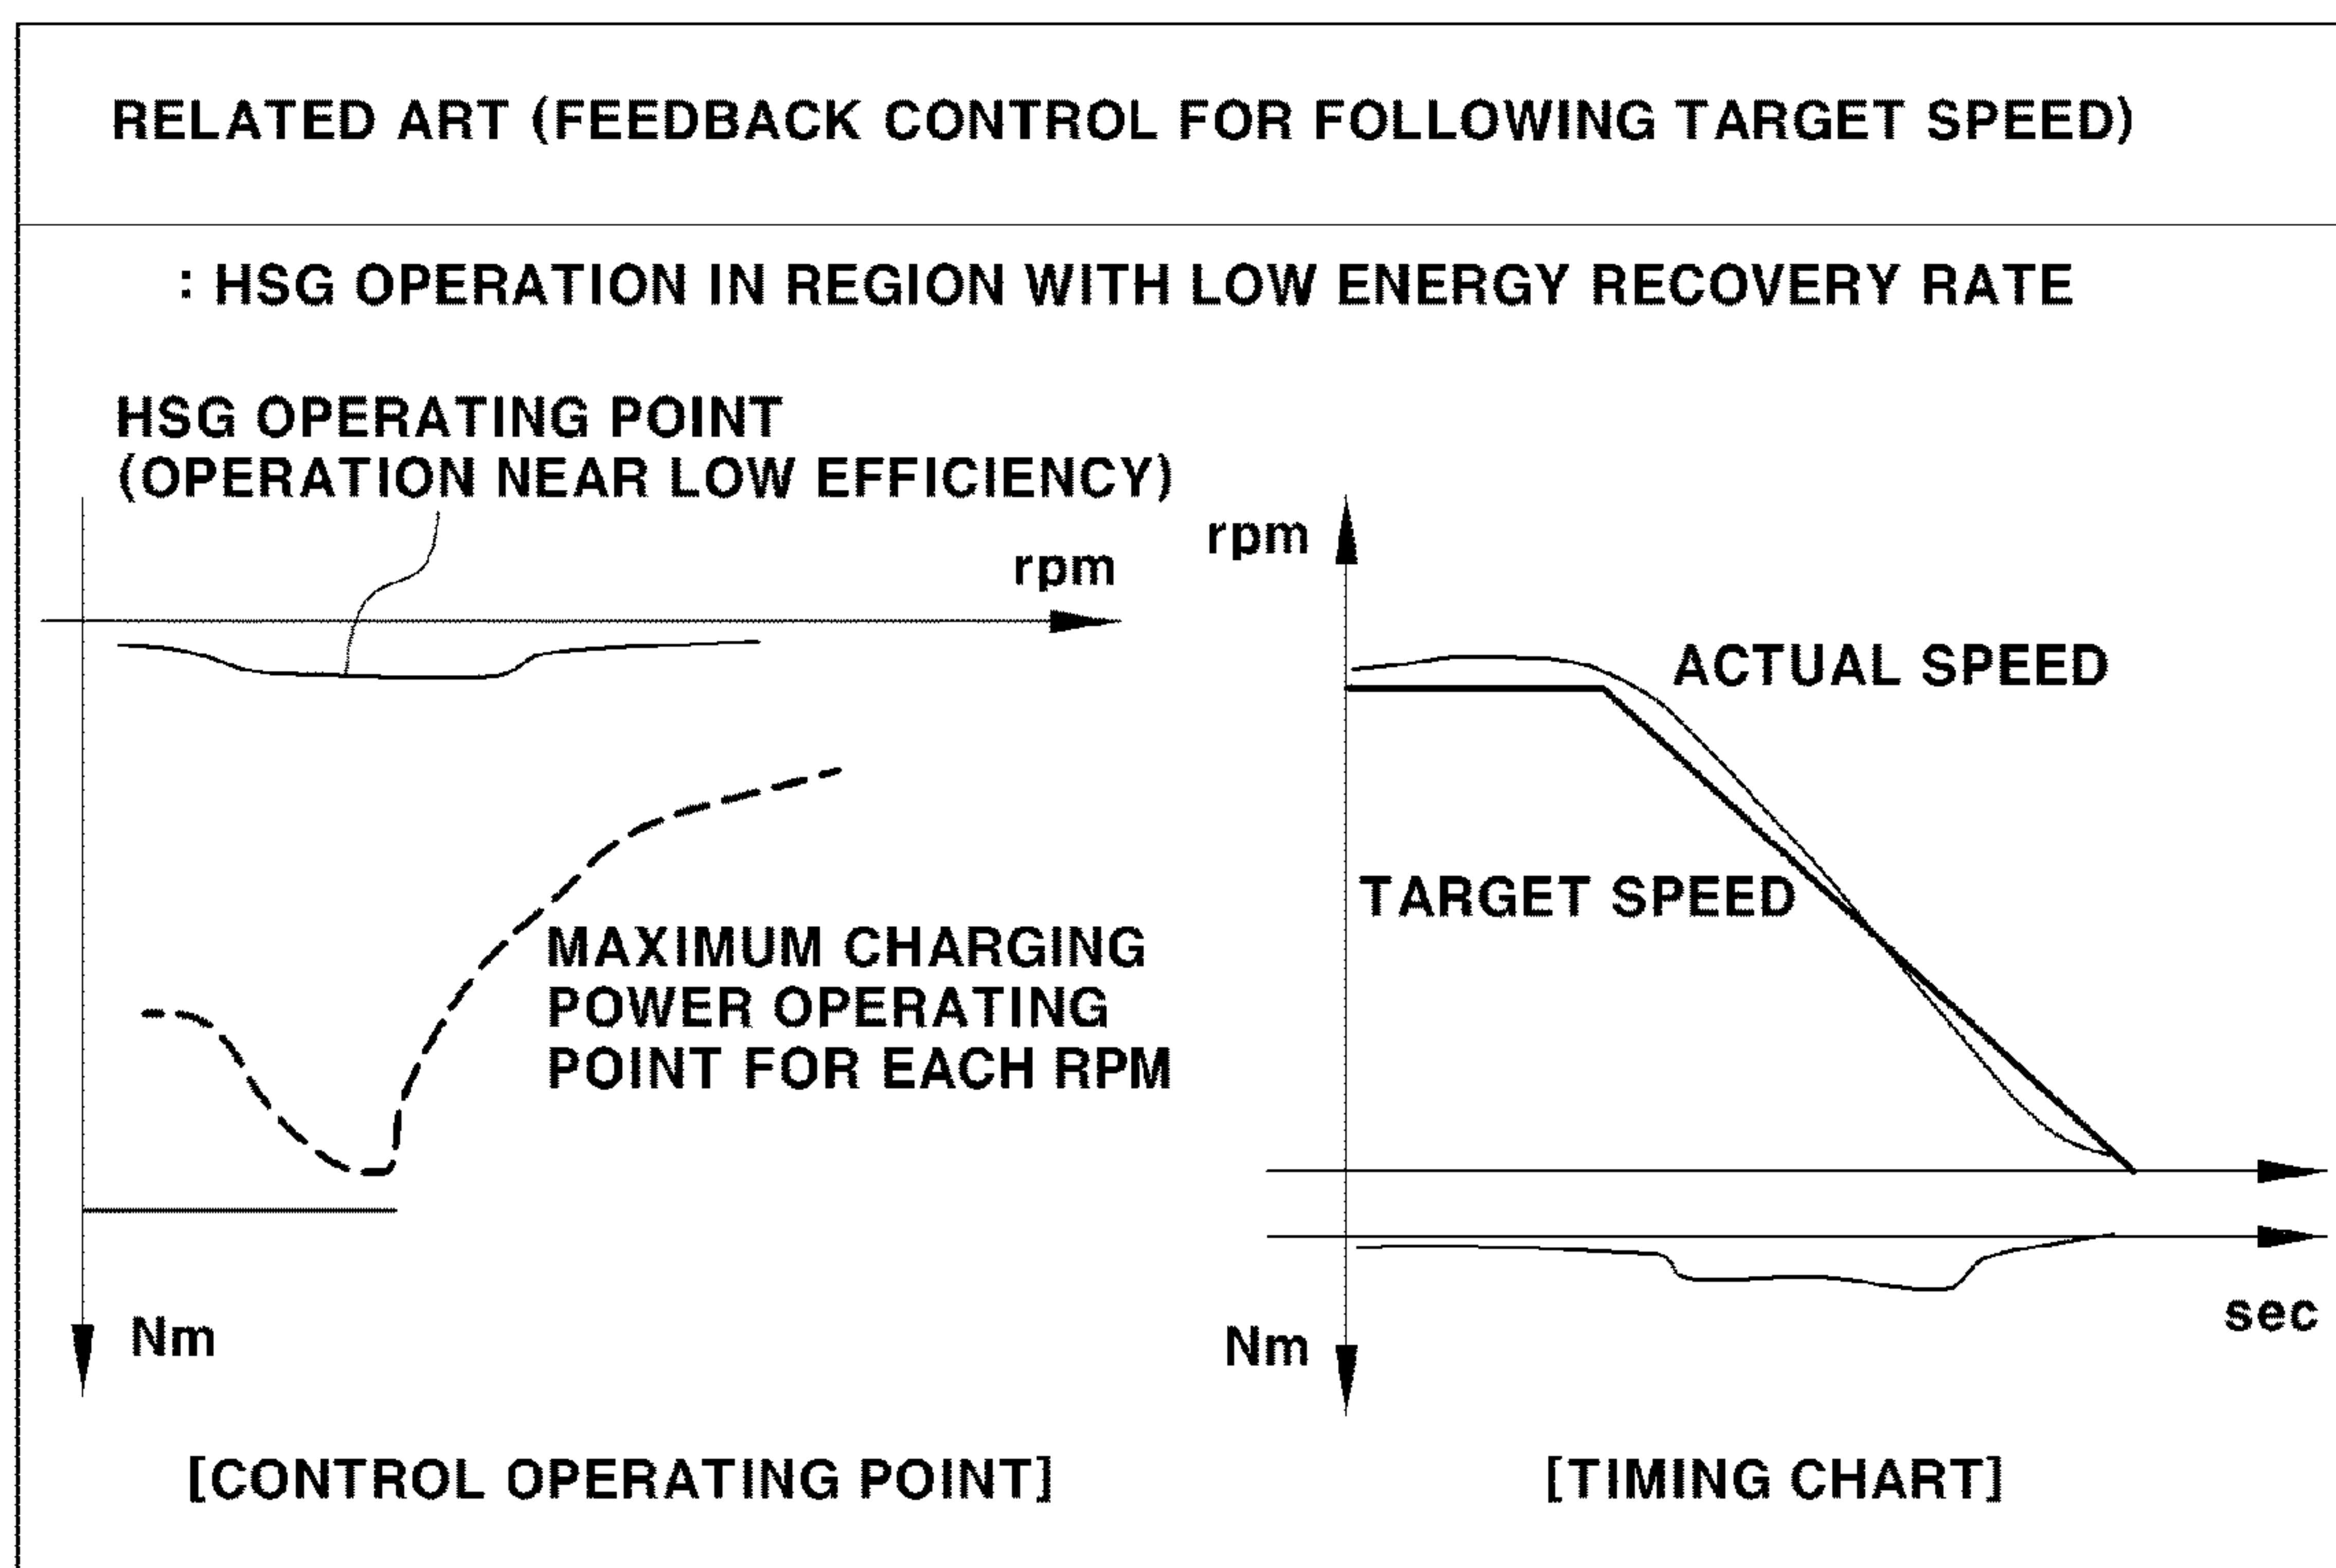 RELATED ART (FEEDBACK CONTROL FOR FOLLOWING TARGET SPEED)
: HSG OPERATION IN REGION WITH LOW ENERGY RECOVERY RATE
HSG OPERATING POINT
(OPERATION NEAR LOW EFFICIENCY)
rpm
MAXIMUM CHARGING
POWER OPERATING
POINT FOR EACH RPM
Nm
[CONTROL OPERATING POINT]
rpm
ACTUAL SPEED
TARGET SPEED
sec
Nm
[TIMING CHART]